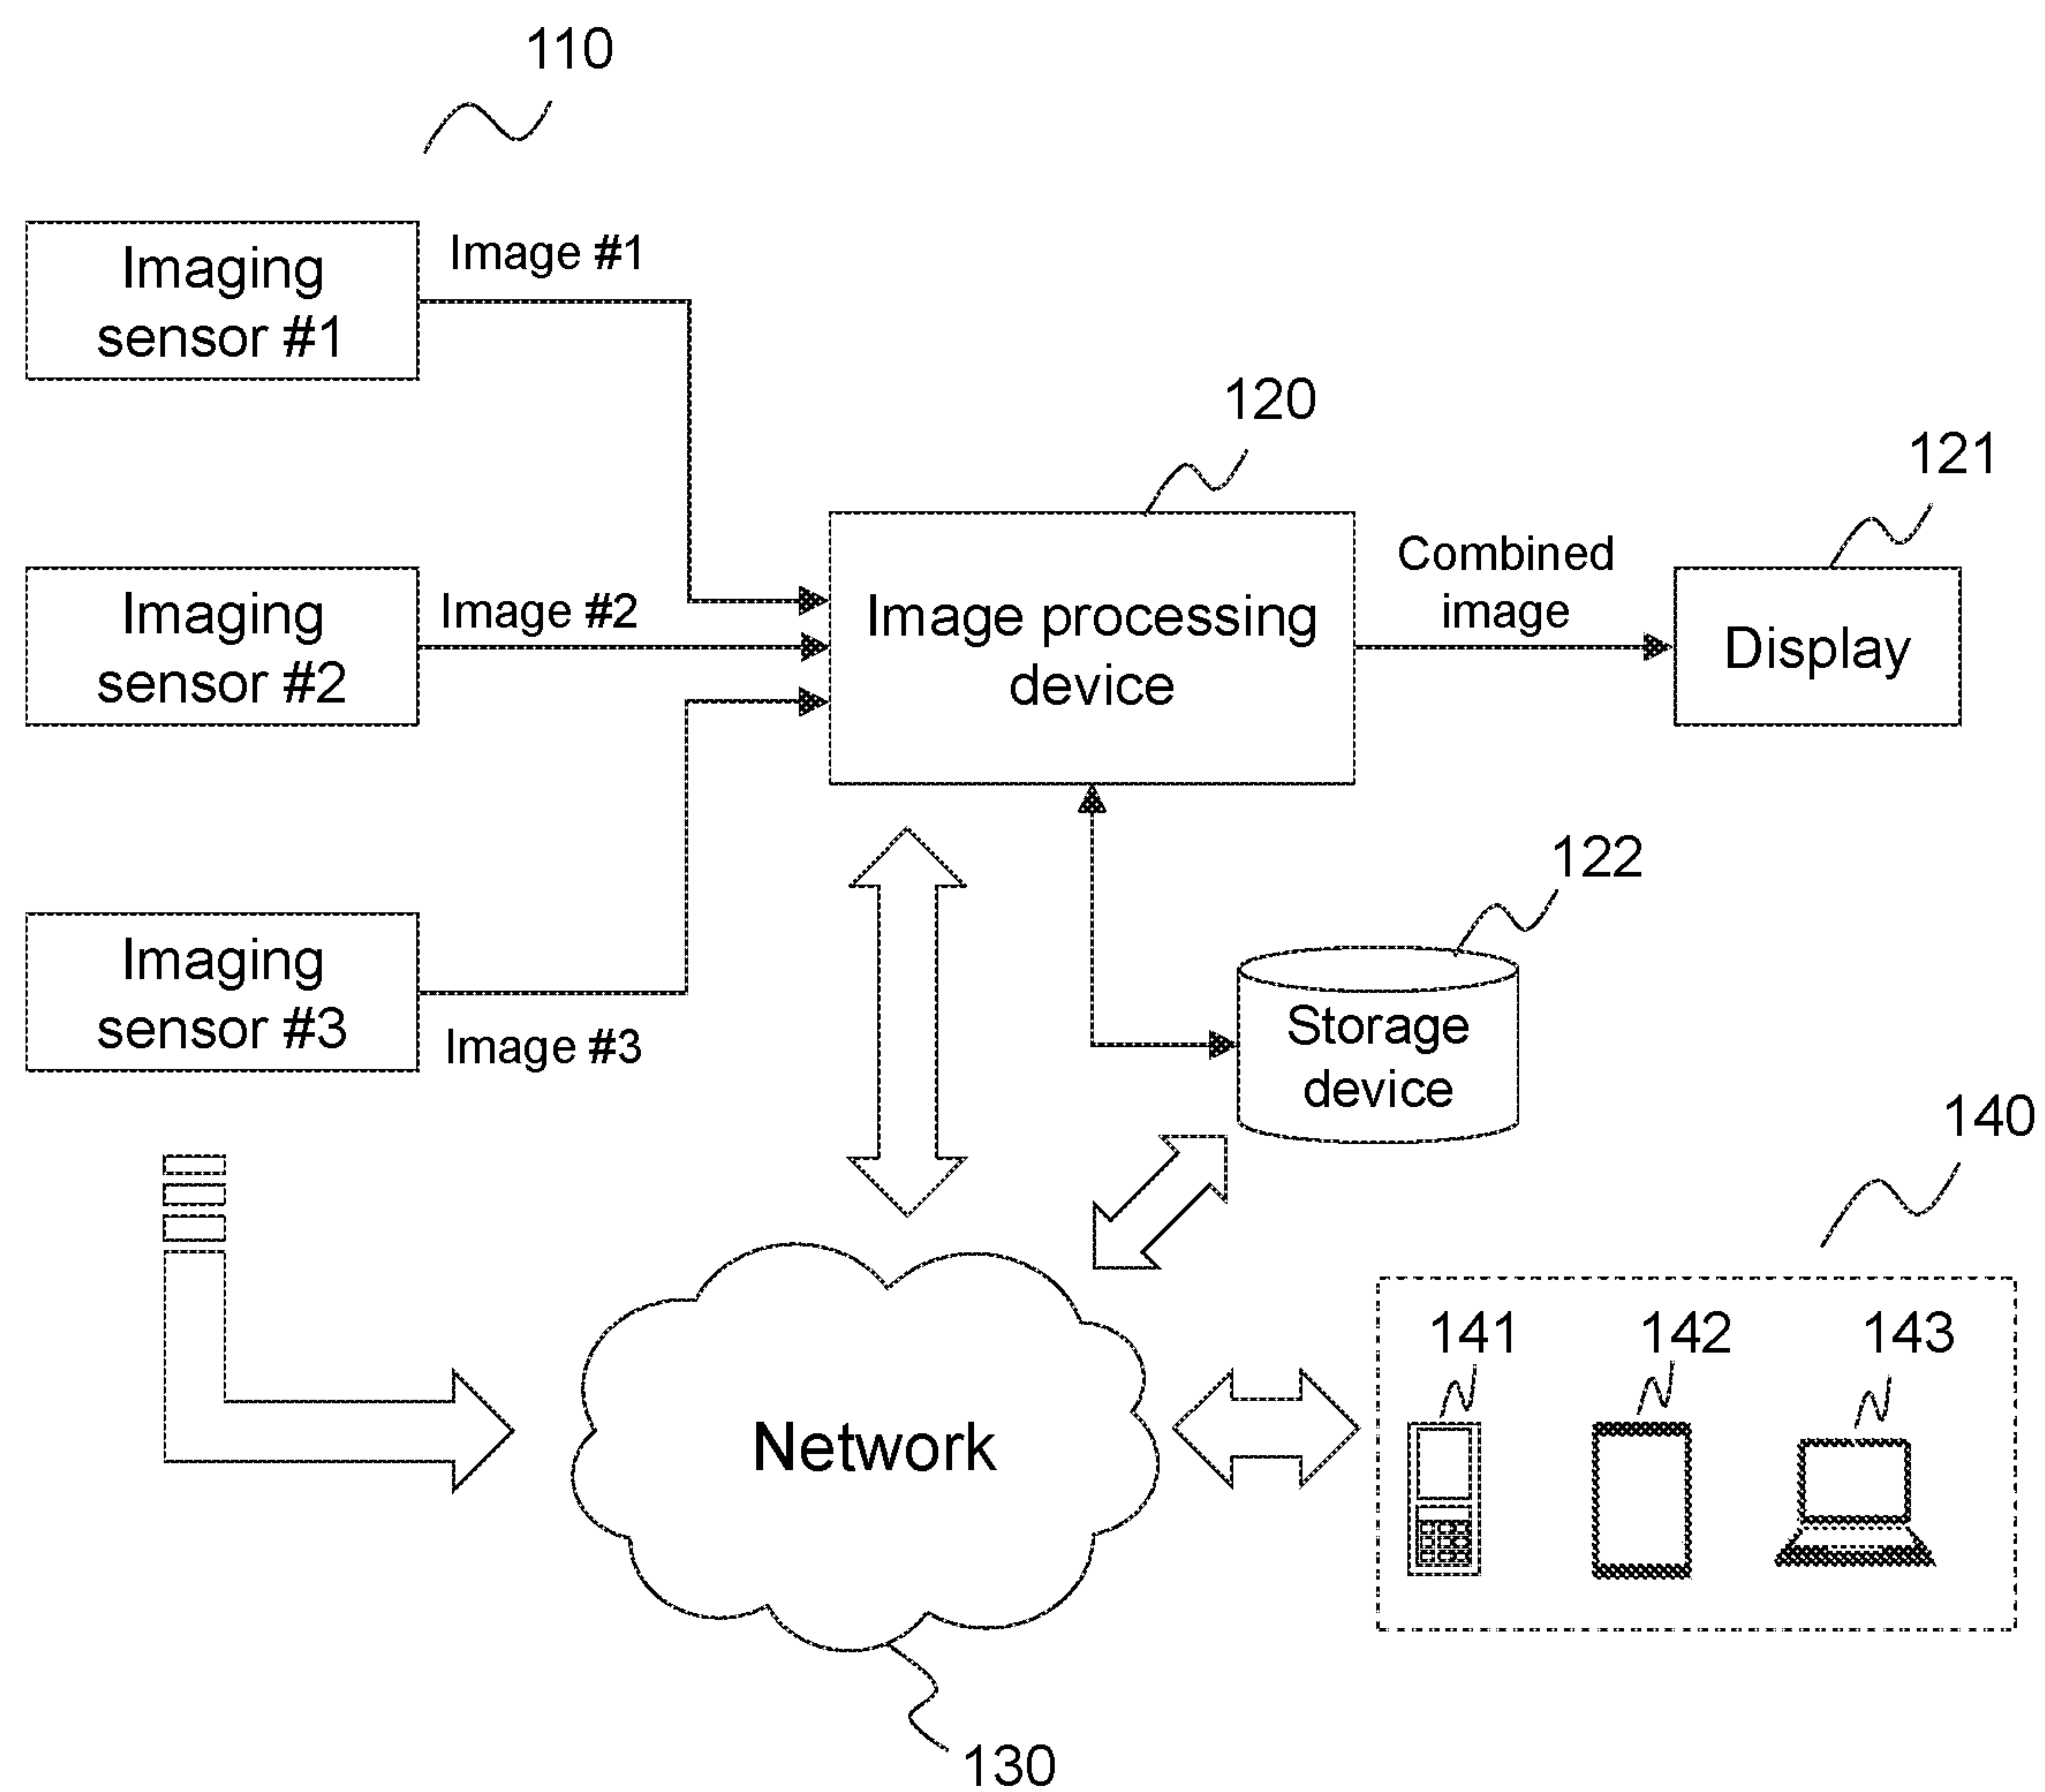 110
Imaging
sensor #1
Image #1
120
121
Imaging
sensor #2
Image #2
Image processing
device
Combined
image
Display
122
Imaging
sensor #3
Image #3
Storage
device
140
141
142
143
Network
130